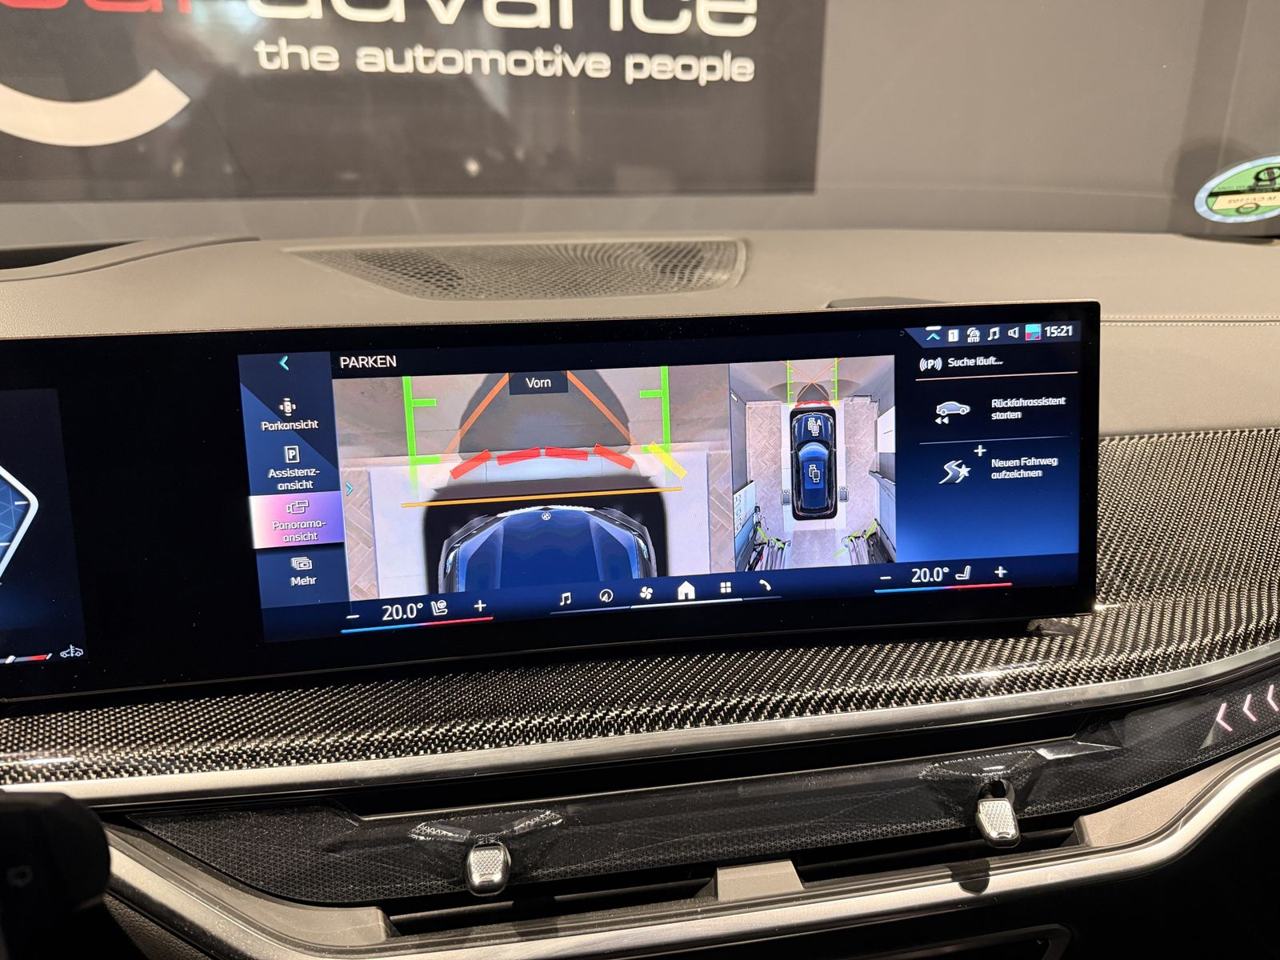 car advance
the automotive people
PARKEN
15:21
Vorn
Suche läuft...
Parkansicht
Rückfahrassistent
starten
Assistenz-
ansicht
Neuen Fahrweg
aufzeichnen
Panorama-
ansicht
Mehr
− 20.0° +
− 20.0° +